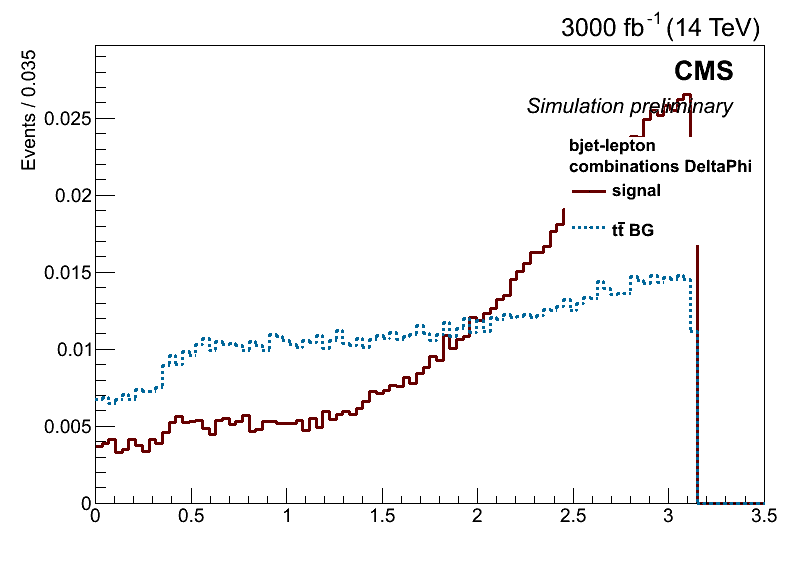 3000 fb⁻¹ (14 TeV)
CMS
Simulation preliminary
Events / 0.035
bjet-lepton
combinations DeltaPhi
signal
tt̄ BG
0.025
0.02
0.015
0.01
0.005
0
0 0.5 1 1.5 2 2.5 3 3.5